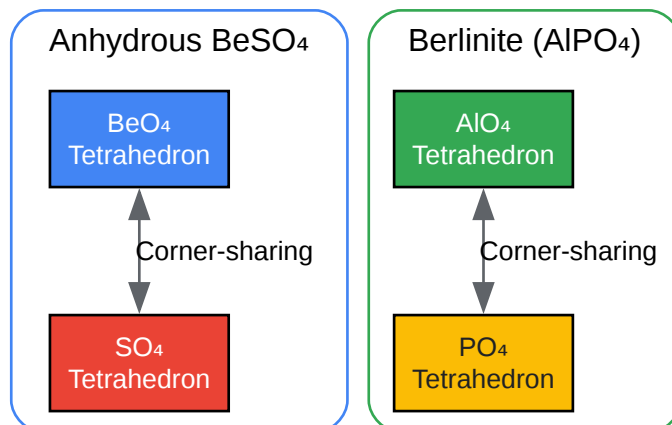 Anhydrous BeSO₄
BeO₄
Tetrahedron
Corner-sharing
SO₄
Tetrahedron
Berlinite (AlPO₄)
AlO₄
Tetrahedron
Corner-sharing
PO₄
Tetrahedron